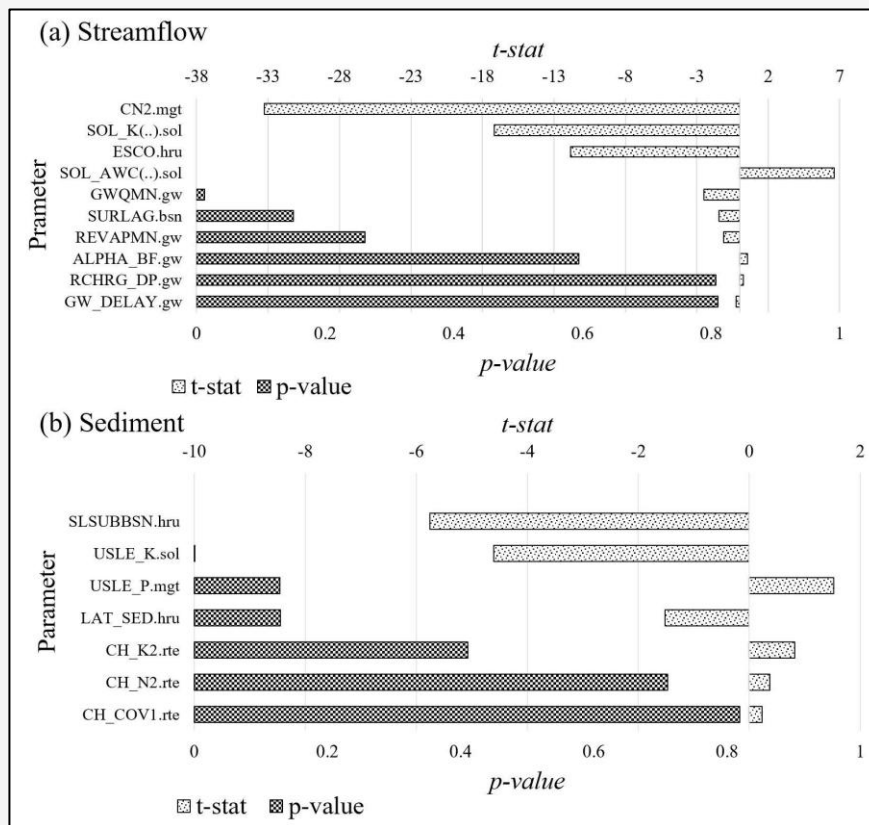 (a) Streamflow
t-stat
-38 -33 -28 -23 -17 -13 -8 -3 2 7
Prameter
CN2.mgt
SOL_K(..).sol
ESCO.hru
SOL_AWC(..).sol
GWQMN.gw
SURLAG.bsn
REVAPMN.gw
ALPHA_BF.gw
RCHRG_DP.gw
GW_DELAY.gw
0 0.2 0.4 0.6 0.8 1
p-value
t-stat p-value
(b) Sediment
t-stat
-10 -8 -6 -4 -2 0 2
Parameter
SLSUBBSN.hru
USLE_K.sol
USLE_P.mgt
LAT_SED.hru
CH_K2.rte
CH_N2.rte
CH_COV1.rte
0 0.2 0.4 0.6 0.8 1
p-value
t-stat p-value